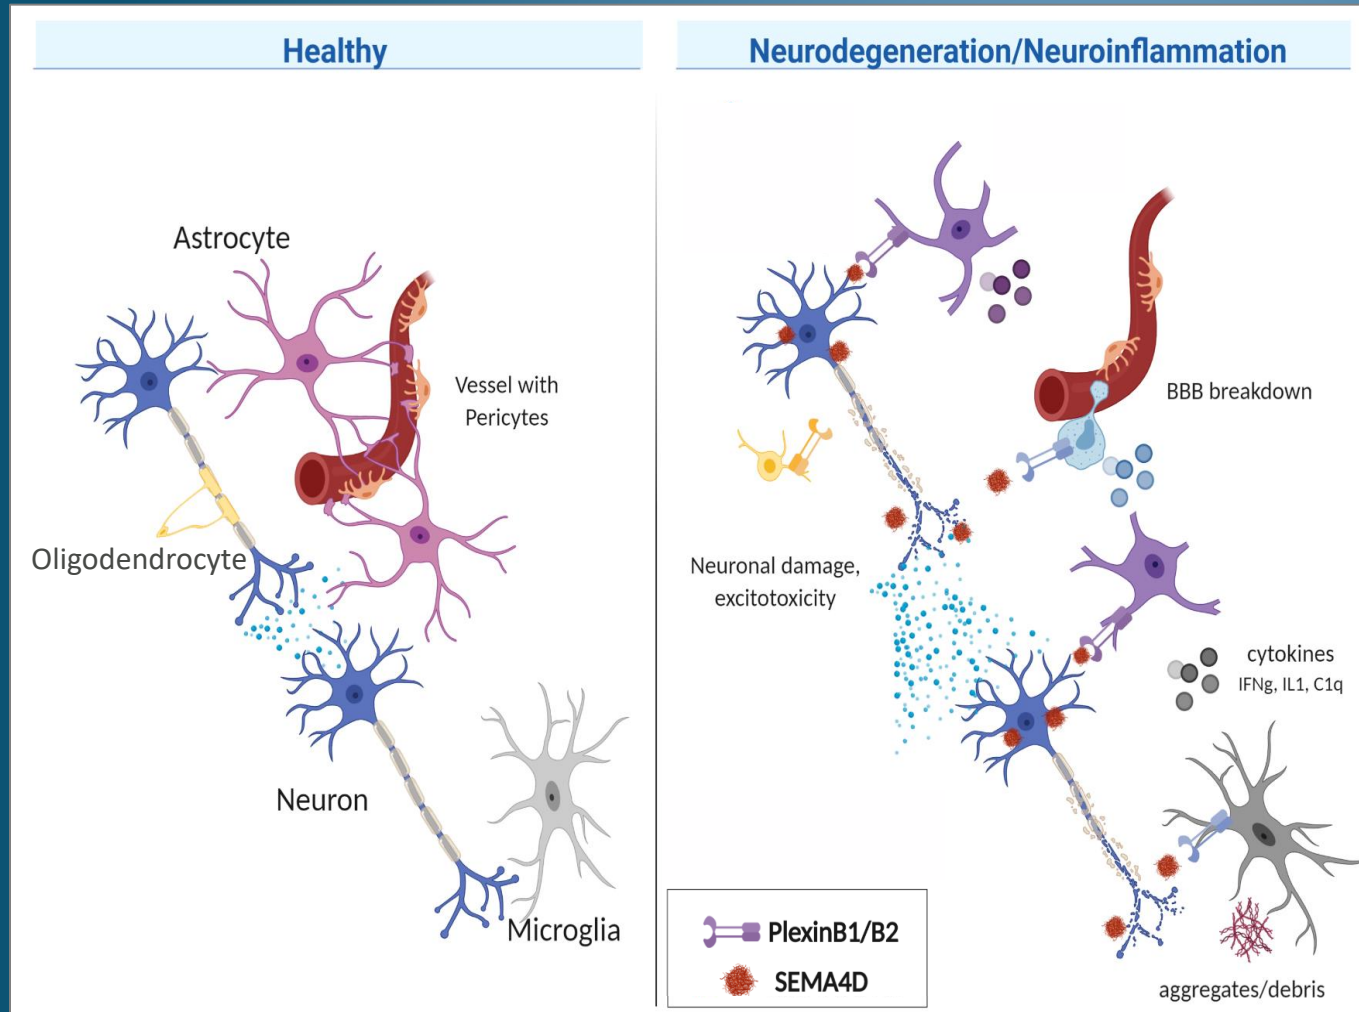 Healthy
Astrocyte
Vessel with
Pericytes
Oligodendrocyte
Neuron
Microglia
Neurodegeneration/Neuroinflammation
BBB breakdown
Neuronal damage,
excitotoxicity
cytokines
IFNg, IL1, C1q
aggregates/debris
PlexinB1/B2
SEMA4D